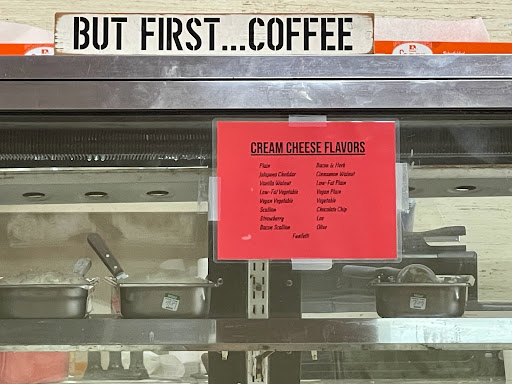 BUT FIRST...COFFEE
CREAM CHEESE FLAVORS
Plain
Jalapeno Cheddar
Vanilla Walnut
Low-Fat Vegetable
Vegan Vegetable
Scallion
Strawberry
Bacon Scallion
Bacon & Herb
Cinnamon Walnut
Low-Fat Plain
Vegan Plain
Vegetable
Chocolate Chip
Lox
Olive
Funfetti